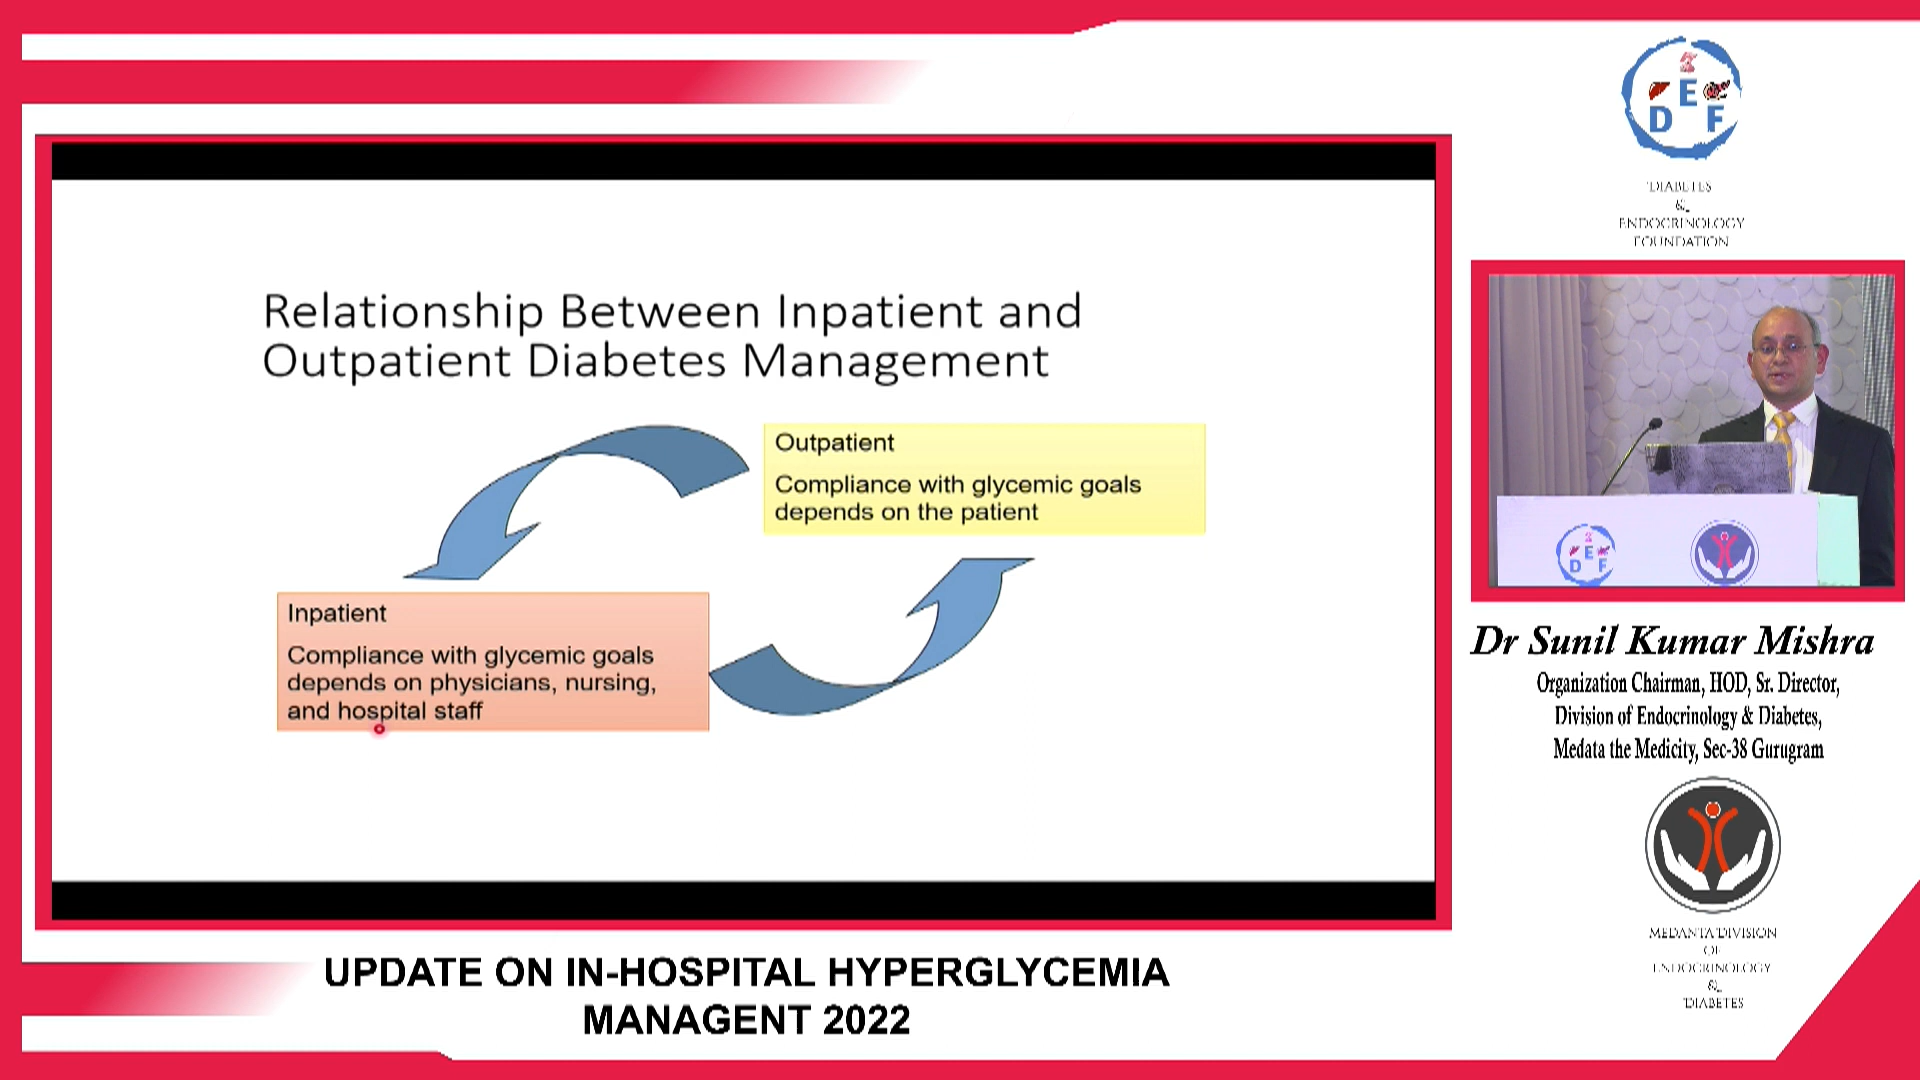 Relationship Between Inpatient and
Outpatient Diabetes Management
Outpatient
Compliance with glycemic goals
depends on the patient
Inpatient
Compliance with glycemic goals
depends on physicians, nursing,
and hospital staff
UPDATE ON IN-HOSPITAL HYPERGLYCEMIA
MANAGENT 2022
D E F
DIABETES
&
ENDOCRINOLOGY
FOUNDATION
D E F
Dr Sunil Kumar Mishra
Organization Chairman, HOD, Sr. Director,
Division of Endocrinology & Diabetes,
Medata the Medicity, Sec-38 Gurugram
MEDANTA DIVISION
OF
ENDOCRINOLOGY
&
DIABETES